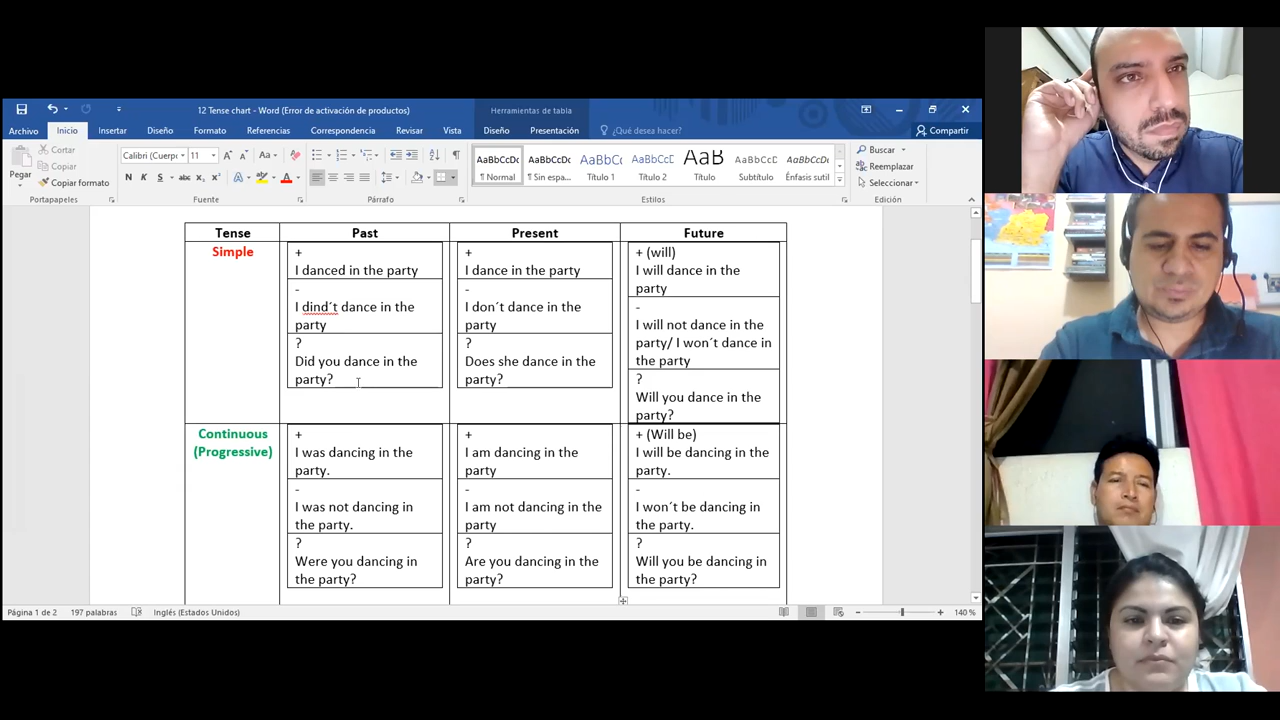 12 Tense chart - Word (Error de activación de productos)
Herramientas de tabla
Archivo Inicio Insertar Diseño Formato Referencias Correspondencia Revisar Vista Diseño Presentación ¿Qué desea hacer? Compartir
Pegar
Cortar
Copiar
Copiar formato
Portapapeles
Calibri (Cuerpo 11
N K S abc x₂ x²
Fuente
Párrafo
AaBbCcDc AaBbCcDc AaBbCc AaBbCcD AaB AaBbCcD AaBbCcDc
¶ Normal ¶ Sin espa... Título 1 Título 2 Título Subtítulo Énfasis sutil
Estilos
Buscar
Reemplazar
Seleccionar
Edición
Tense Past Present Future
Simple
+
I danced in the party
-
I dind´t dance in the
party
?
Did you dance in the
party?
+
I dance in the party
-
I don´t dance in the
party
?
Does she dance in the
party?
+ (will)
I will dance in the
party
-
I will not dance in the
party/ I won´t dance in
the party
?
Will you dance in the
party?
Continuous
(Progressive)
+
I was dancing in the
party.
-
I was not dancing in
the party.
?
Were you dancing in
the party?
+
I am dancing in the
party
-
I am not dancing in the
party
?
Are you dancing in the
party?
+ (Will be)
I will be dancing in the
party.
-
I won´t be dancing in
the party.
?
Will you be dancing in
the party?
Página 1 de 2 197 palabras Inglés (Estados Unidos) 140 %